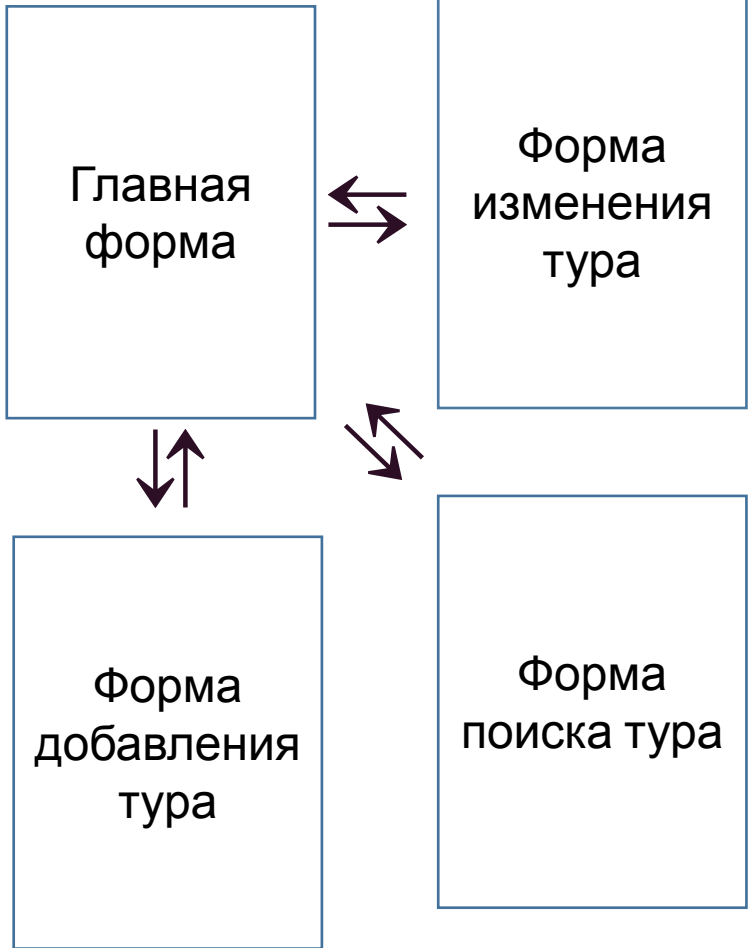 Главная
форма
Форма
изменения
тура
Форма
добавления
тура
Форма
поиска тура